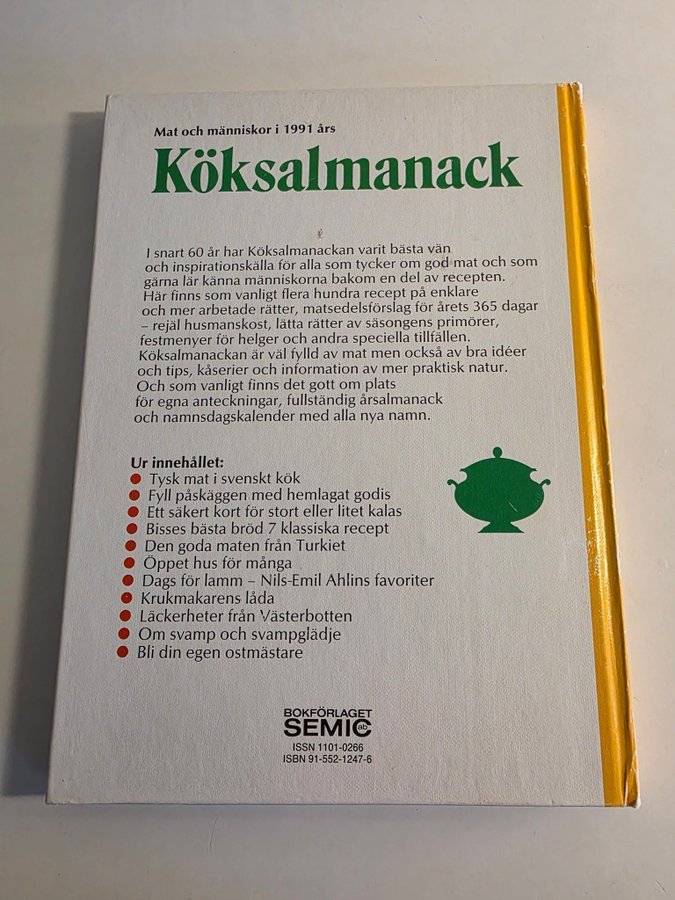 Mat och människor i 1991 års
Köksalmanack
I snart 60 år har Köksalmanackan varit bästa vän
och inspirationskälla för alla som tycker om god mat och som
gärna lär känna människorna bakom en del av recepten.
Här finns som vanligt flera hundra recept på enklare
och mer arbetade rätter, matsedelsförslag för årets 365 dagar
– rejäl husmanskost, lätta rätter av säsongens primörer,
festmenyer för helger och andra speciella tillfällen.
Köksalmanackan är väl fylld av mat men också av bra idéer
och tips, kåserier och information av mer praktisk natur.
Och som vanligt finns det gott om plats
för egna anteckningar, fullständig årsalmanack
och namnsdagskalender med alla nya namn.
Ur innehållet:
● Tysk mat i svenskt kök
● Fyll påskäggen med hemlagat godis
● Ett säkert kort för stort eller litet kalas
● Bisses bästa bröd 7 klassiska recept
● Den goda maten från Turkiet
● Öppet hus för många
● Dags för lamm – Nils-Emil Ahlins favoriter
● Krukmakarens låda
● Läckerheter från Västerbotten
● Om svamp och svampglädje
● Bli din egen ostmästare
BOKFÖRLAGET
SEMIC ab
ISSN 1101-0266
ISBN 91-552-1247-6